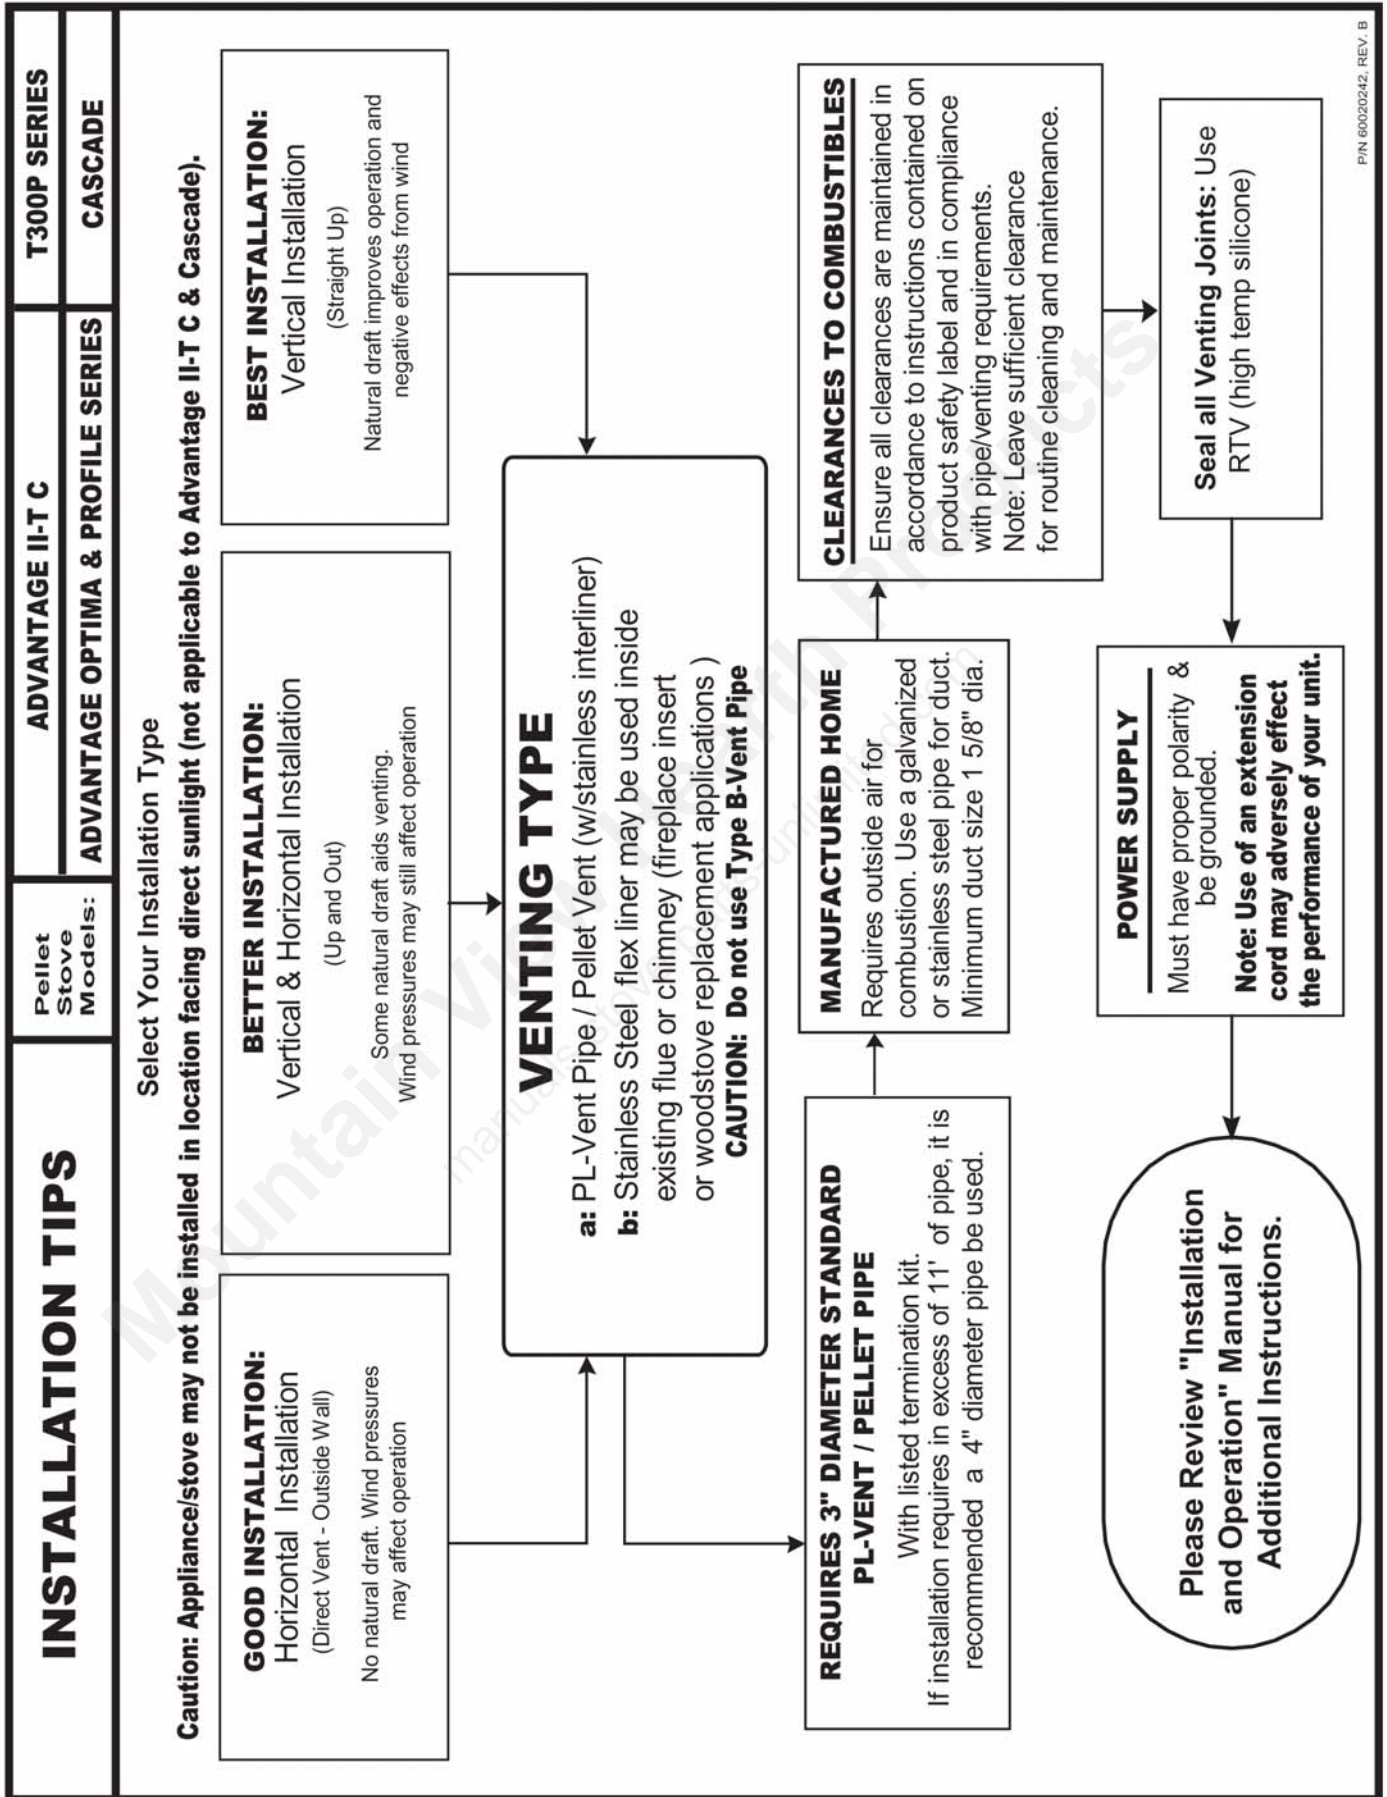 INSTALLATION TIPS
Pellet
Stove
Models:
ADVANTAGE II-T C
T300P SERIES
ADVANTAGE OPTIMA & PROFILE SERIES
CASCADE
Select Your Installation Type
Caution: Appliance/stove may not be installed in location facing direct sunlight (not applicable to Advantage II-T C & Cascade).
GOOD INSTALLATION:
Horizontal Installation
(Direct Vent - Outside Wall)
No natural draft. Wind pressures
may affect operation
BETTER INSTALLATION:
Vertical & Horizontal Installation
(Up and Out)
Some natural draft aids venting.
Wind pressures may still affect operation
BEST INSTALLATION:
Vertical Installation
(Straight Up)
Natural draft improves operation and
negative effects from wind
VENTING TYPE
a: PL-Vent Pipe / Pellet Vent (w/stainless interliner)
b: Stainless Steel flex liner may be used inside
existing flue or chimney (fireplace insert
or woodstove replacement applications )
CAUTION: Do not use Type B-Vent Pipe
REQUIRES 3" DIAMETER STANDARD
PL-VENT / PELLET PIPE
With listed termination kit.
If installation requires in excess of 11' of pipe, it is
recommended a 4" diameter pipe be used.
MANUFACTURED HOME
Requires outside air for
combustion. Use a galvanized
or stainless steel pipe for duct.
Minimum duct size 1 5/8" dia.
CLEARANCES TO COMBUSTIBLES
Ensure all clearances are maintained in
accordance to instructions contained on
product safety label and in compliance
with pipe/venting requirements.
Note: Leave sufficient clearance
for routine cleaning and maintenance.
Seal all Venting Joints: Use
RTV (high temp silicone)
POWER SUPPLY
Must have proper polarity &
be grounded.
Note: Use of an extension
cord may adversely effect
the performance of your unit.
Please Review "Installation
and Operation" Manual for
Additional Instructions.
P/N 60020242, REV. B
Mountain View Hearth Products